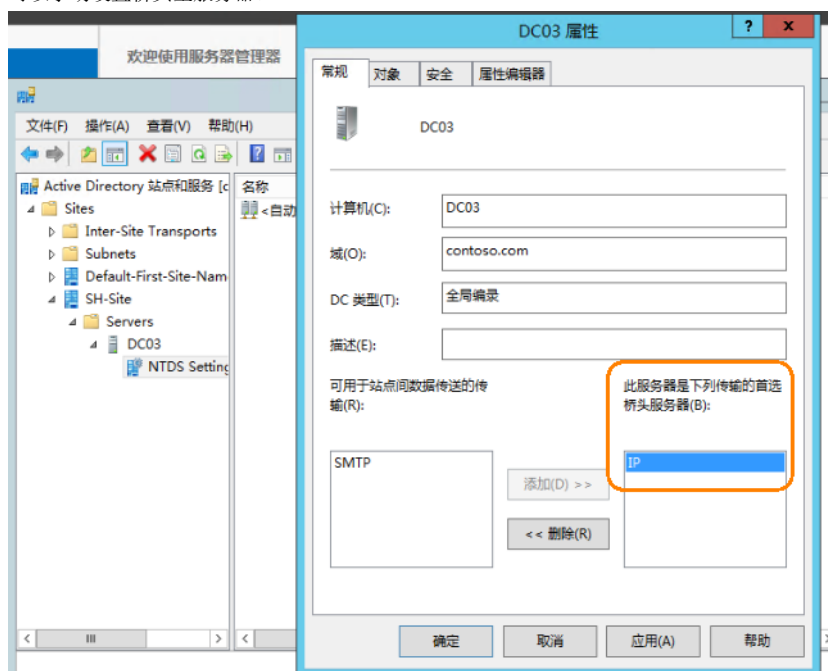 欢迎使用服务器管理器
文件(F) 操作(A) 查看(V) 帮助(H)
Active Directory 站点和服务 [c
Sites
Inter-Site Transports
Subnets
Default-First-Site-Nam
SH-Site
Servers
DC03
NTDS Setting
名称
<自动
DC03 属性
? x
常规 对象 安全 属性编辑器
DC03
计算机(C): DC03
域(O): contoso.com
DC 类型(T): 全局编录
描述(E):
可用于站点间数据传送的传
输(R):
此服务器是下列传输的首选
桥头服务器(B):
SMTP
IP
添加(D) >>
<< 删除(R)
确定 取消 应用(A) 帮助